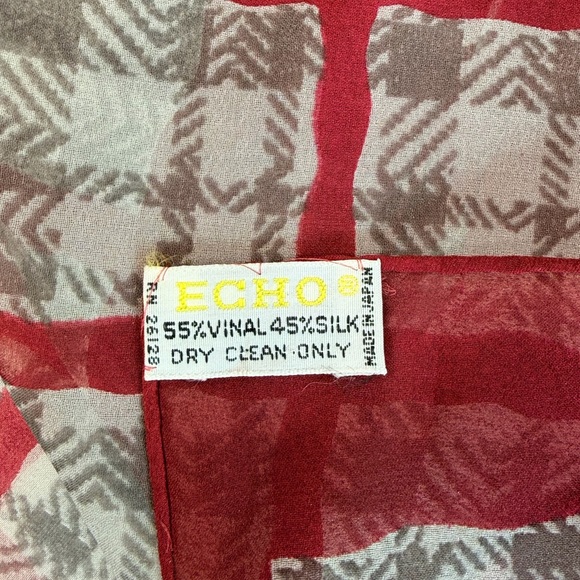 ECHO®
55%VINAL 45%SILK
DRY CLEAN ONLY
RN 26128
MADE IN JAPAN